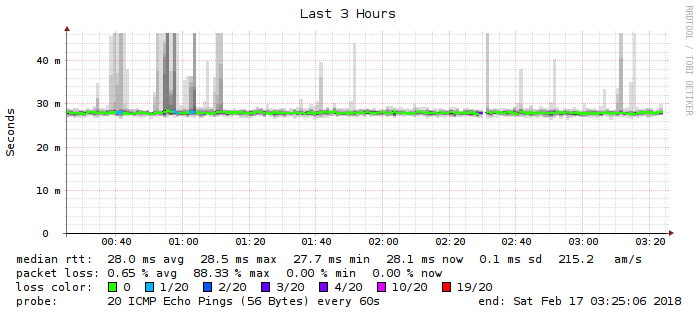 Last 3 Hours
RRDTOOL / TOBI OETIKER
Seconds
40 m
30 m
20 m
10 m
0
00:40 01:00 01:20 01:40 02:00 02:20 02:40 03:00 03:20
median rtt: 28.0 ms avg 28.5 ms max 27.7 ms min 28.1 ms now 0.1 ms sd 215.2 am/s
packet loss: 0.65 % avg 88.33 % max 0.00 % min 0.00 % now
loss color: 0 1/20 2/20 3/20 4/20 10/20 19/20
probe: 20 ICMP Echo Pings (56 Bytes) every 60s end: Sat Feb 17 03:25:06 2018